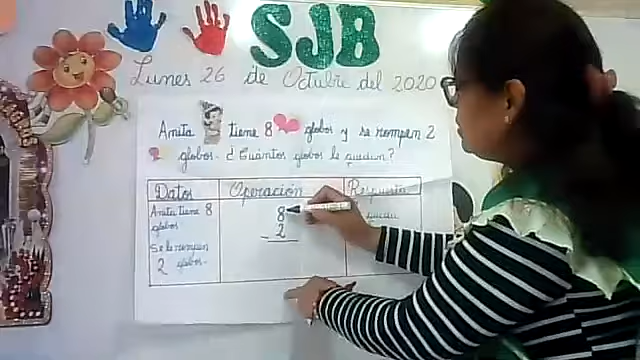 SJB
Lunes 26 de Octubre del 2020
Anita tiene 8 globos y se rompen 2
globos. ¿Cuántos globos le quedan?
Datos Operación Respuesta
Anita tiene 8
globos
Se le rompen
2 globos.
8
- 2